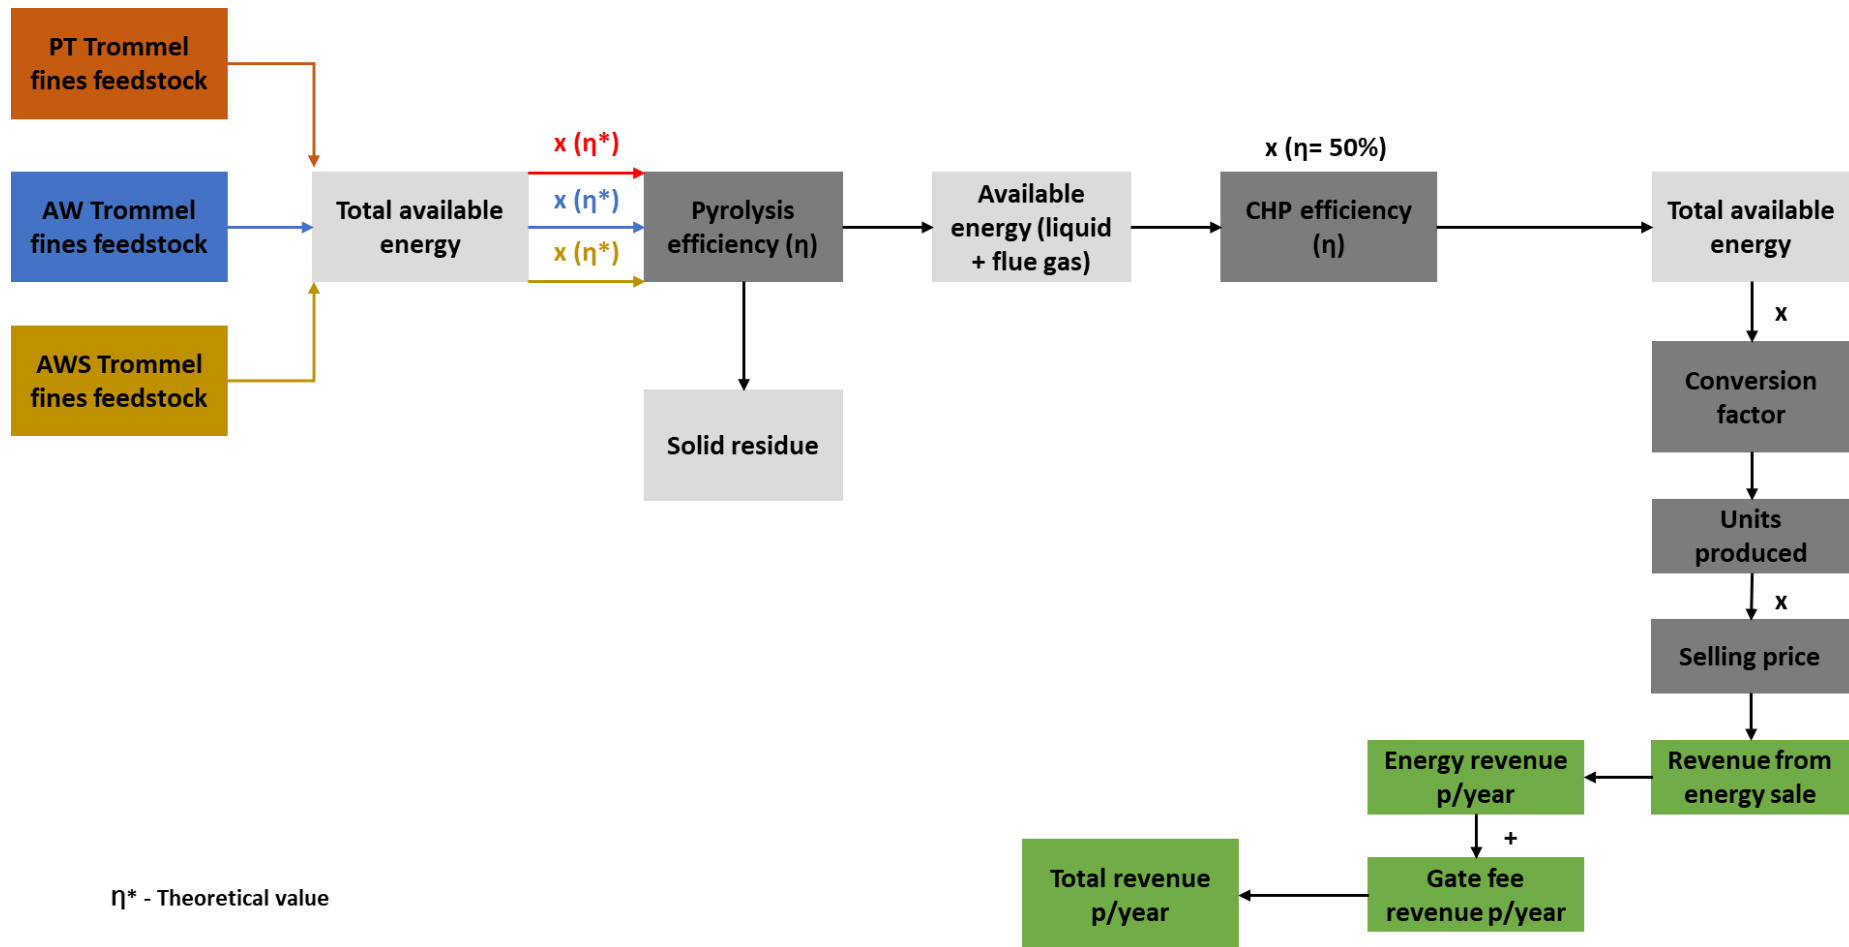 PT Trommel
fines feedstock
AW Trommel
fines feedstock
AWS Trommel
fines feedstock
Total available
energy
x (η*)
x (η*)
x (η*)
Pyrolysis
efficiency (η)
Solid residue
Available
energy (liquid
+ flue gas)
x (η= 50%)
CHP efficiency
(η)
Total available
energy
x
Conversion
factor
Units
produced
x
Selling price
Revenue from
energy sale
Energy revenue
p/year
+
Gate fee
revenue p/year
Total revenue
p/year
η* - Theoretical value